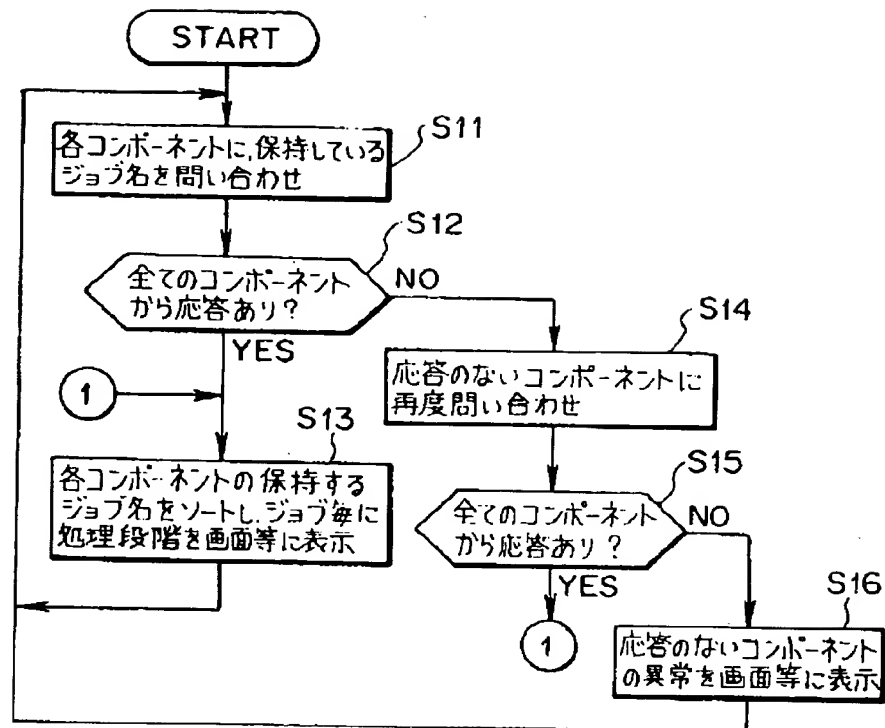 START
S11
各コンポーネントに,保持している
ジョブ名を問い合わせ
S12
全てのコンポーネント
から応答あり?
NO
YES
1
S13
各コンポーネントの保持する
ジョブ名をソートし,ジョブ毎に
処理段階を画面等に表示
S14
応答のないコンポーネントに
再度問い合わせ
S15
全てのコンポーネント
から応答あり?
NO
YES
1
S16
応答のないコンポーネント
の異常を画面等に表示